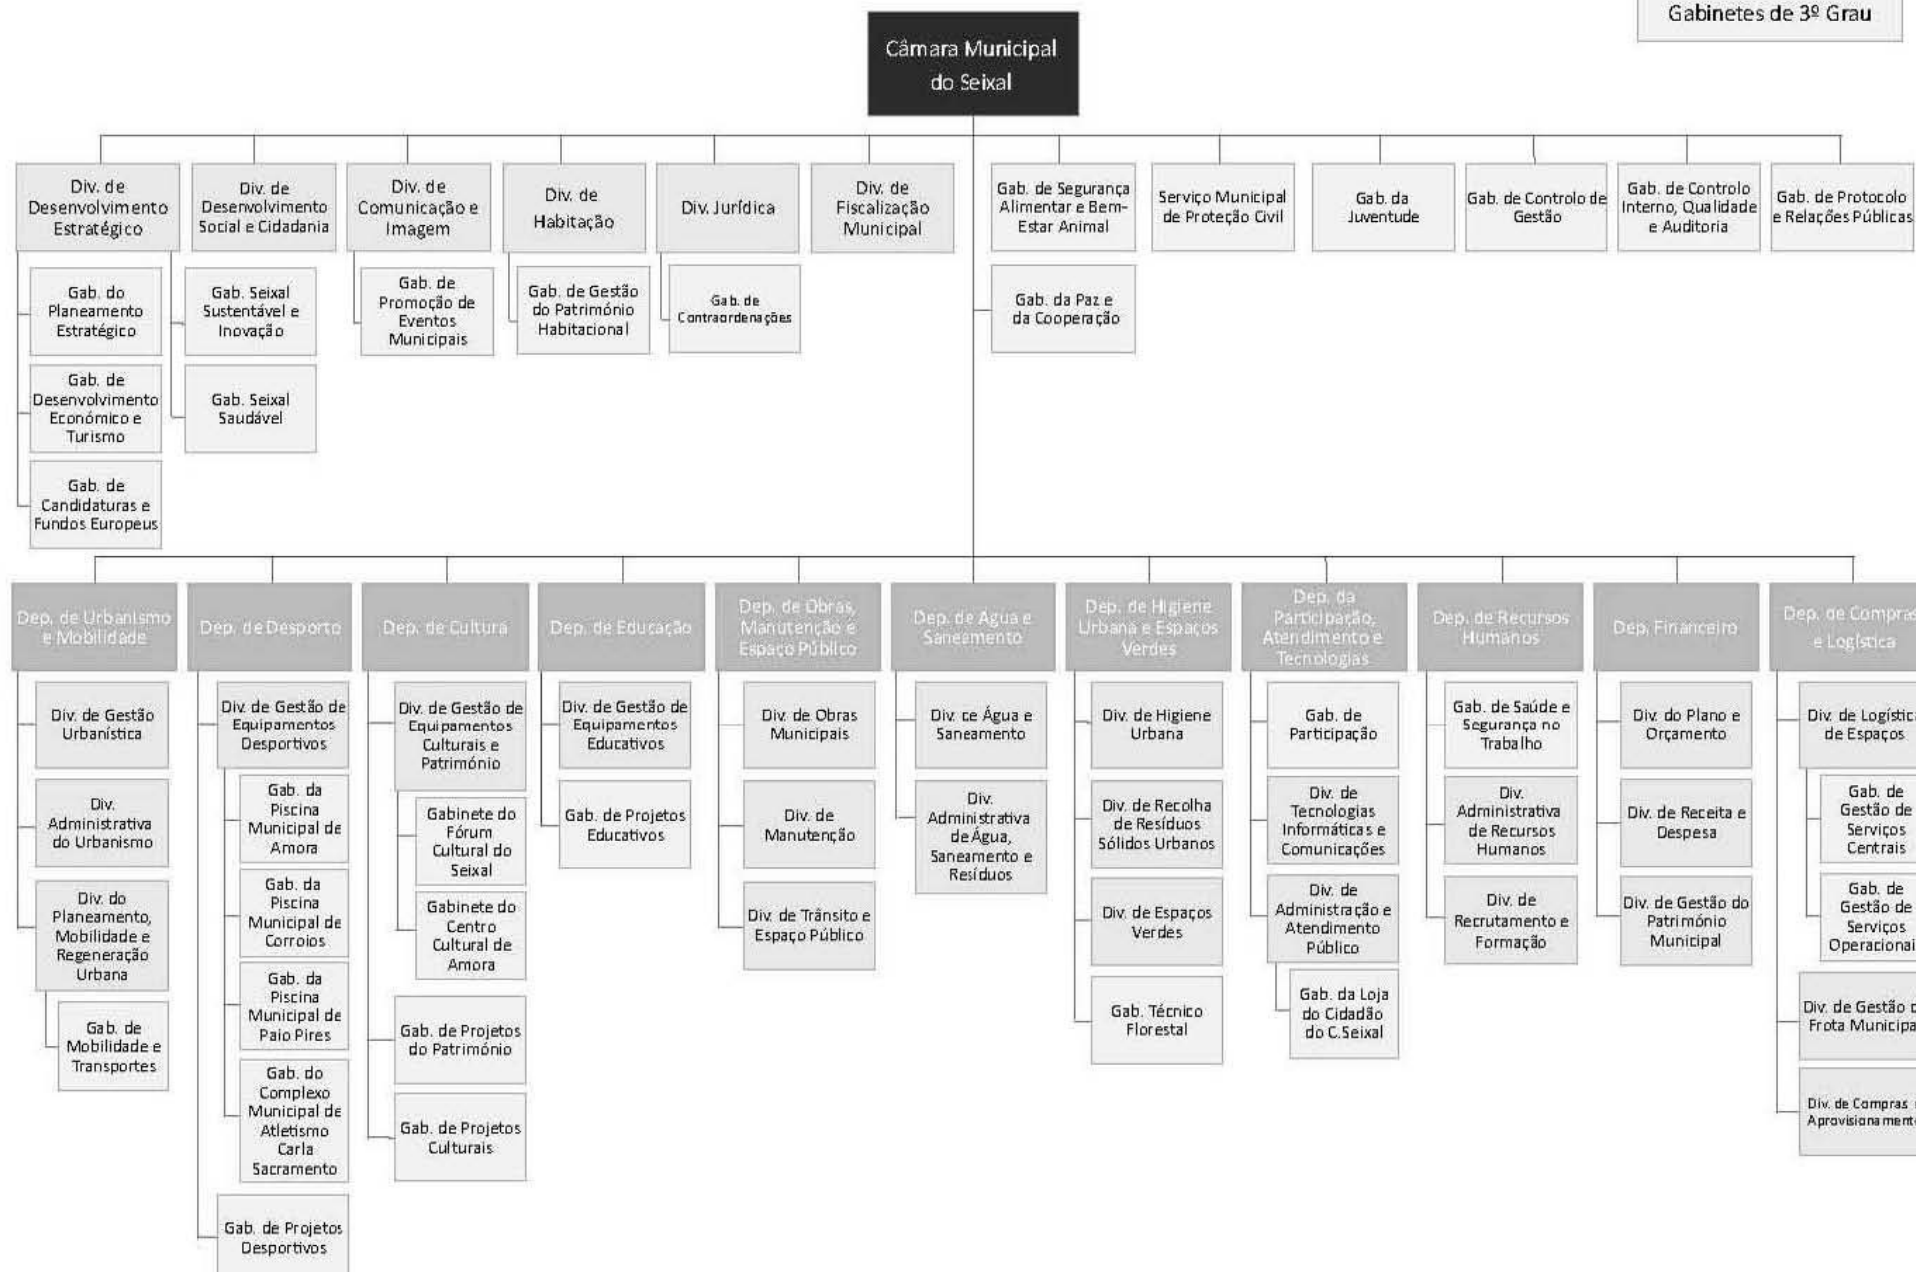 Gabinetes de 3º Grau
Câmara Municipal
do Seixal
Div. de
Desenvolvimento
Estratégico
Div. de
Desenvolvimento
Social e Cidadania
Div. de
Comunicação e
Imagem
Div. de
Habitação
Div. Jurídica
Div. de
Fiscalização
Municipal
Gab. de Segurança
Alimentar e Bem-
Estar Animal
Serviço Municipal
de Proteção Civil
Gab. da
Juventude
Gab. de Controlo de
Gestão
Gab. de Controlo
Interno, Qualidade
e Auditoria
Gab. de Protocolo
e Relações Públicas
Gab. do
Planeamento
Estratégico
Gab. Seixal
Sustentável e
Inovação
Gab. de
Promoção de
Eventos
Municipais
Gab. de Gestão
do Património
Habitacional
Gab. de
Contraordenações
Gab. da Paz e
da Cooperação
Gab. de
Desenvolvimento
Económico e
Turismo
Gab. Seixal
Saudável
Gab. de
Candidaturas e
Fundos Europeus
Dep. de Urbanismo
e Mobilidade
Dep. de Desporto
Dep. de Cultura
Dep. de Educação
Dep. de Obras,
Manutenção e
Espaço Público
Dep. de Agua e
Saneamento
Dep. de Higiene
Urbana e Espaços
Verdes
Dep. da
Participação,
Atendimento e
Tecnologias
Dep. de Recursos
Humanos
Dep. Financeiro
Dep. de Compras
e Logística
Div. de Gestão
Urbanística
Div.
Administrativa
do Urbanismo
Div. do
Planeamento,
Mobilidade e
Regeneração
Urbana
Gab. de
Mobilidade e
Transportes
Div. de Gestão de
Equipamentos
Desportivos
Gab. da
Piscina
Municipal de
Amora
Gab. da
Piscina
Municipal de
Corroios
Gab. da
Piscina
Municipal de
Paio Pires
Gab. do
Complexo
Municipal de
Atletismo
Carla
Sacramento
Gab. de Projetos
Desportivos
Div. de Gestão de
Equipamentos
Culturais e
Património
Gabinete do
Fórum
Cultural do
Seixal
Gabinete do
Centro
Cultural de
Amora
Gab. de Projetos
do Património
Gab. de Projetos
Culturais
Div. de Gestão de
Equipamentos
Educativos
Gab. de Projetos
Educativos
Div. de Obras
Municipais
Div. de
Manutenção
Div. de Trânsito e
Espaço Público
Div. de Água e
Saneamento
Div.
Administrativa
de Água,
Saneamento e
Resíduos
Div. de Higiene
Urbana
Div. de Recolha
de Resíduos
Sólidos Urbanos
Div. de Espaços
Verdes
Gab. Técnico
Florestal
Gab. de
Participação
Div. de
Tecnologias
Informáticas e
Comunicações
Div. de
Administração e
Atendimento
Público
Gab. da Loja
do Cidadão
do C.Seixal
Gab. de Saúde e
Segurança no
Trabalho
Div.
Administrativa
de Recursos
Humanos
Div. de
Recrutamento e
Formação
Div. do Plano e
Orçamento
Div. de Receita e
Despesa
Div. de Gestão do
Património
Municipal
Div. de Logística
de Espaços
Gab. de
Gestão de
Serviços
Centrais
Gab. de
Gestão de
Serviços
Operacionai
Div. de Gestão d
Frota Municipa
Div. de Compras
Aprovisionament